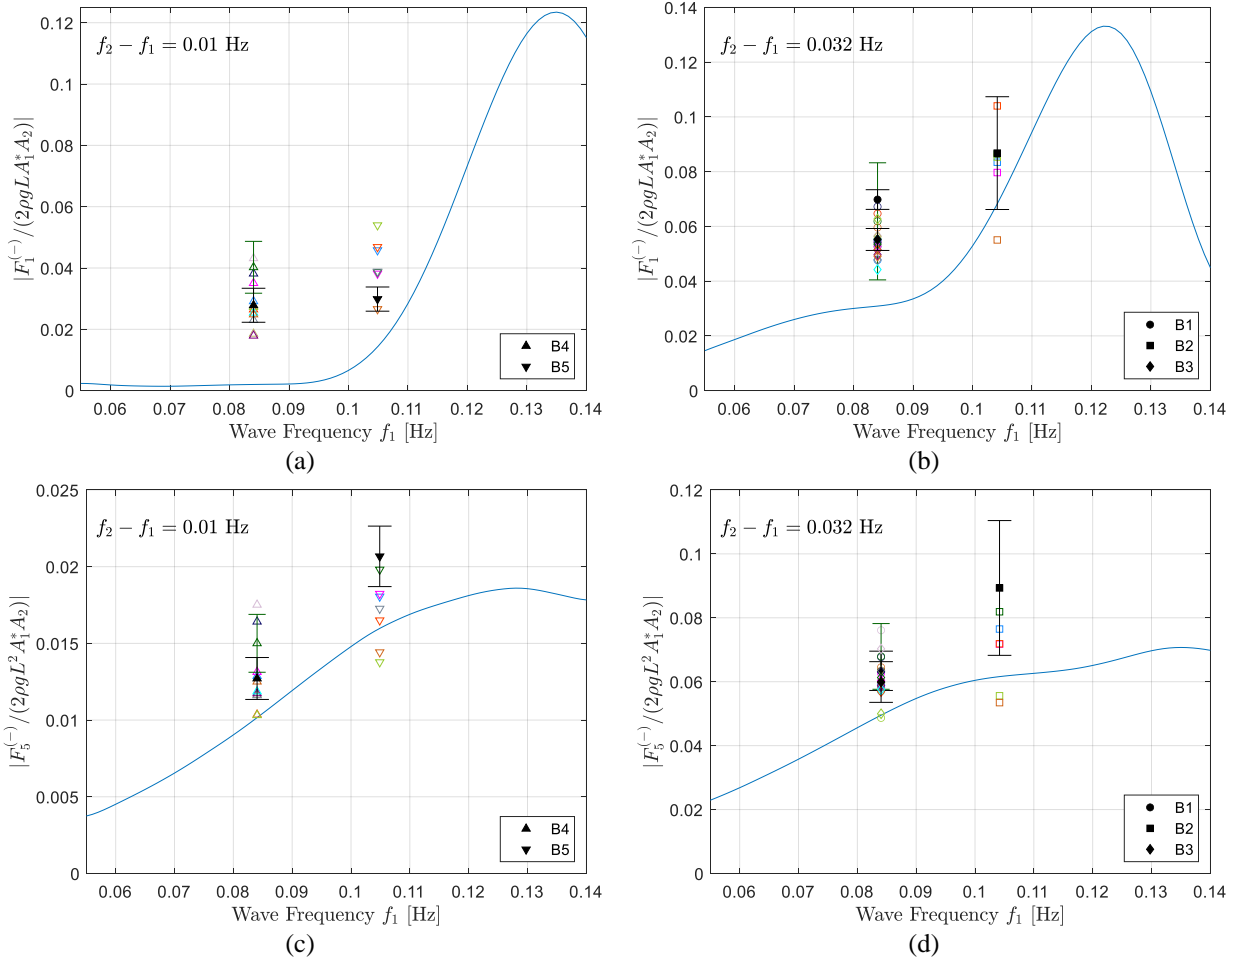 f₂ − f₁ = 0.01 Hz
|F₁⁽⁻⁾/(2ρgLA₁*A₂)|
0.12
0.1
0.08
0.06
0.04
0.02
0
B4
B5
0.06 0.07 0.08 0.09 0.1 0.11 0.12 0.13 0.14
Wave Frequency f₁ [Hz]
(a)
f₂ − f₁ = 0.032 Hz
|F₁⁽⁻⁾/(2ρgLA₁*A₂)|
0.14
0.12
0.1
0.08
0.06
0.04
0.02
0
B1
B2
B3
0.06 0.07 0.08 0.09 0.1 0.11 0.12 0.13 0.14
Wave Frequency f₁ [Hz]
(b)
f₂ − f₁ = 0.01 Hz
|F₅⁽⁻⁾/(2ρgL²A₁*A₂)|
0.025
0.02
0.015
0.01
0.005
0
B4
B5
0.06 0.07 0.08 0.09 0.1 0.11 0.12 0.13 0.14
Wave Frequency f₁ [Hz]
(c)
f₂ − f₁ = 0.032 Hz
|F₅⁽⁻⁾/(2ρgL²A₁*A₂)|
0.12
0.1
0.08
0.06
0.04
0.02
0
B1
B2
B3
0.06 0.07 0.08 0.09 0.1 0.11 0.12 0.13 0.14
Wave Frequency f₁ [Hz]
(d)